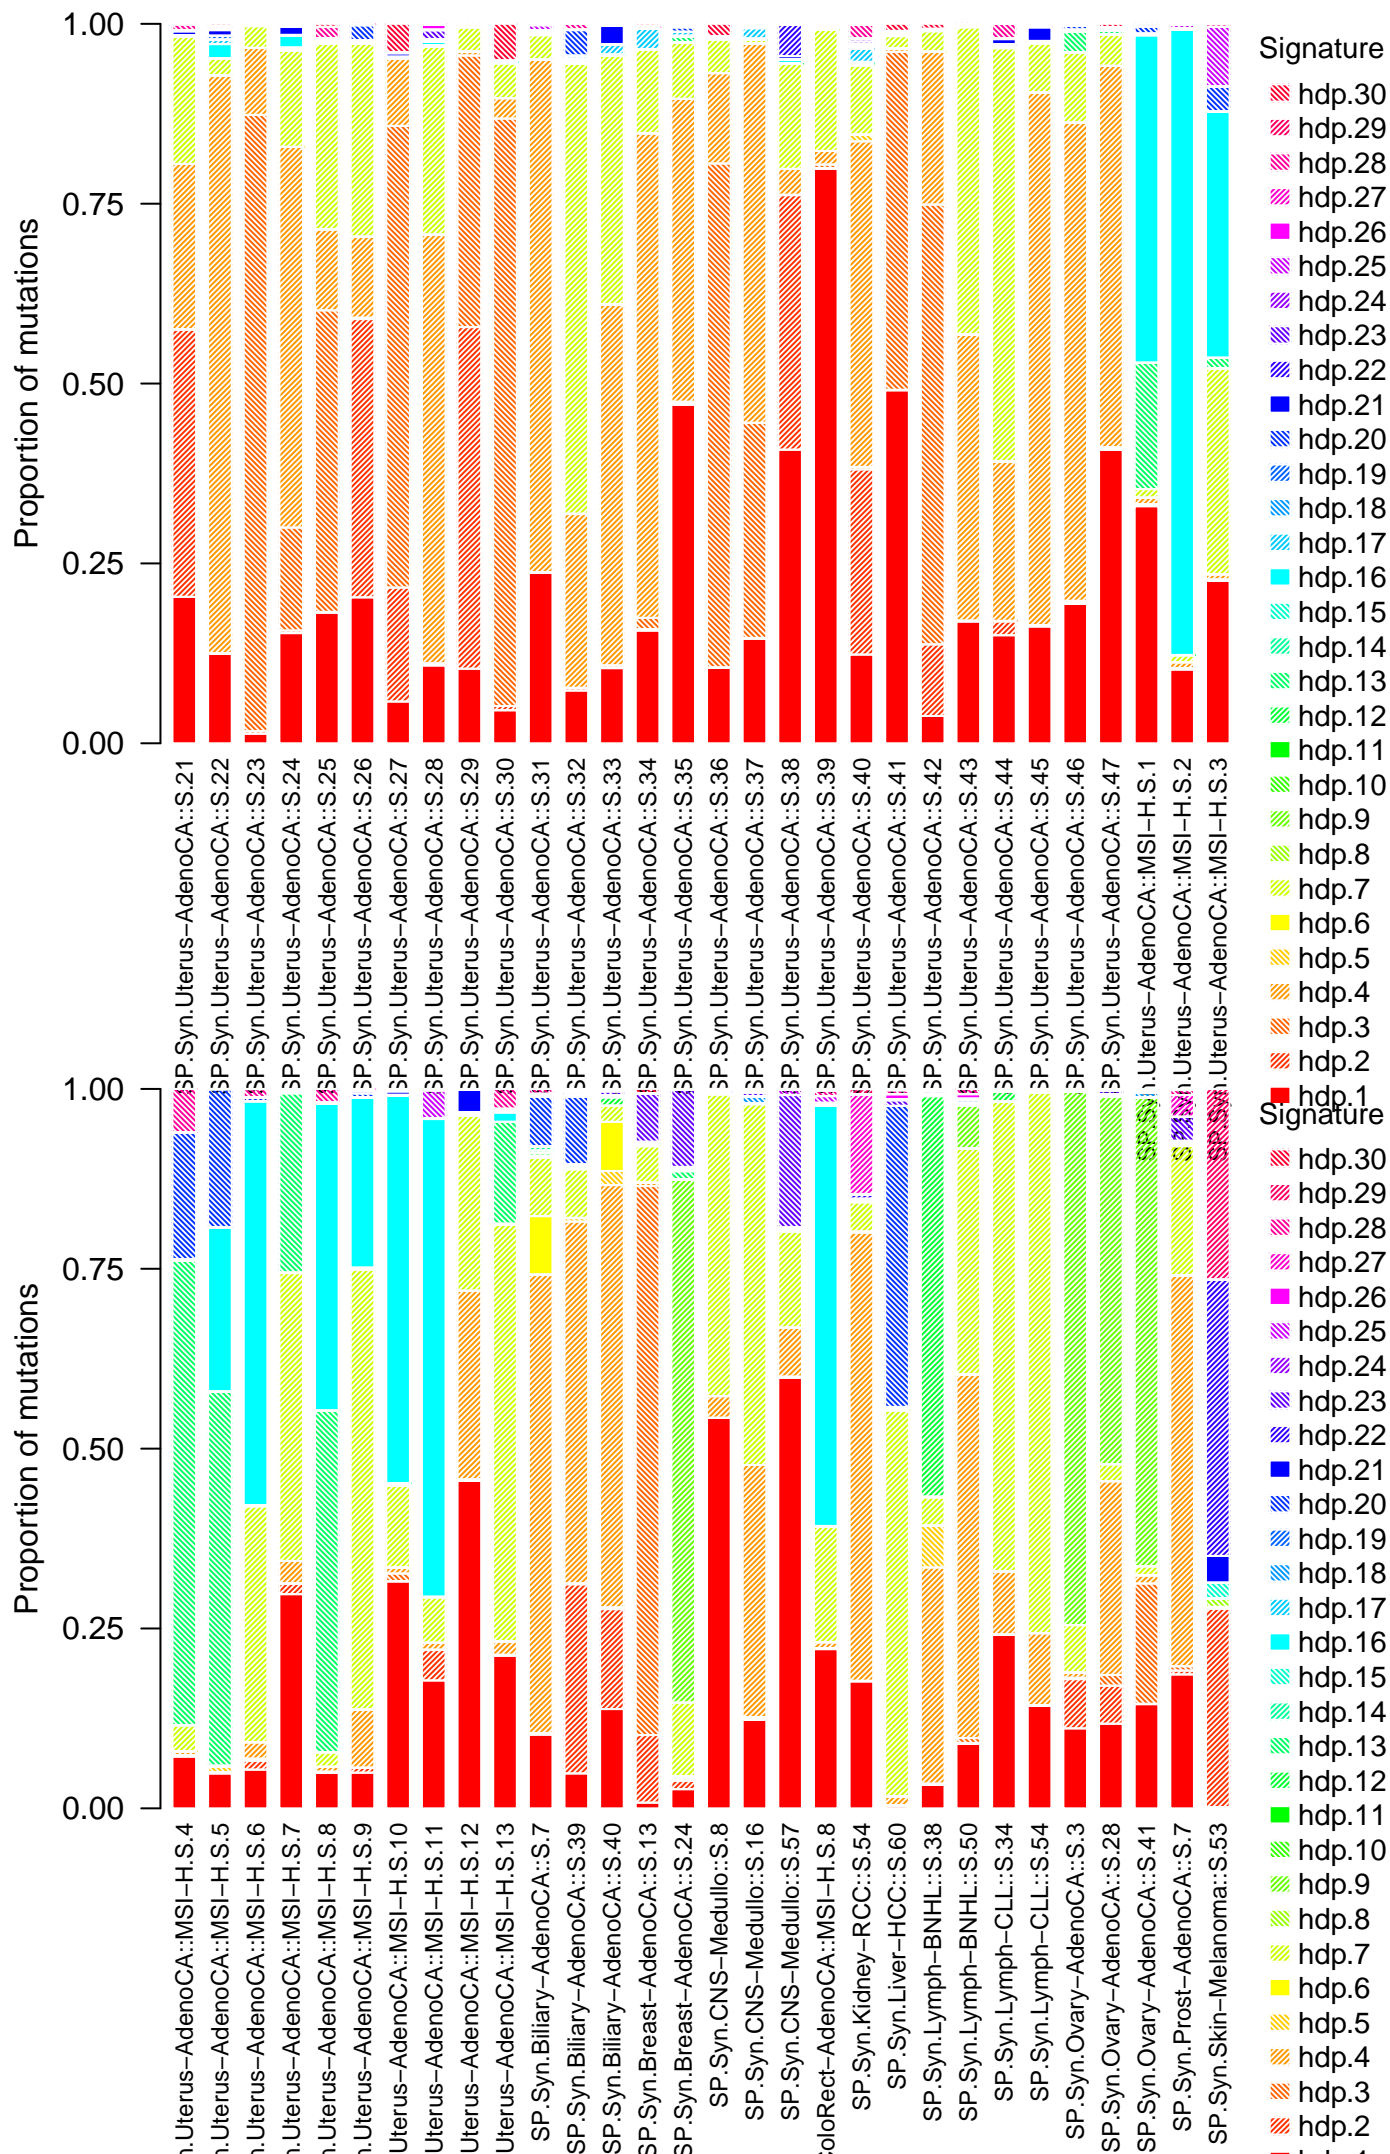 Proportion of mutations
1.00
0.75
0.50
0.25
0.00
SP.Syn.Uterus−AdenoCA::S.21
SP.Syn.Uterus−AdenoCA::S.22
SP.Syn.Uterus−AdenoCA::S.23
SP.Syn.Uterus−AdenoCA::S.24
SP.Syn.Uterus−AdenoCA::S.25
SP.Syn.Uterus−AdenoCA::S.26
SP.Syn.Uterus−AdenoCA::S.27
SP.Syn.Uterus−AdenoCA::S.28
SP.Syn.Uterus−AdenoCA::S.29
SP.Syn.Uterus−AdenoCA::S.30
SP.Syn.Uterus−AdenoCA::S.31
SP.Syn.Uterus−AdenoCA::S.32
SP.Syn.Uterus−AdenoCA::S.33
SP.Syn.Uterus−AdenoCA::S.34
SP.Syn.Uterus−AdenoCA::S.35
SP.Syn.Uterus−AdenoCA::S.36
SP.Syn.Uterus−AdenoCA::S.37
SP.Syn.Uterus−AdenoCA::S.38
SP.Syn.Uterus−AdenoCA::S.39
SP.Syn.Uterus−AdenoCA::S.40
SP.Syn.Uterus−AdenoCA::S.41
SP.Syn.Uterus−AdenoCA::S.42
SP.Syn.Uterus−AdenoCA::S.43
SP.Syn.Uterus−AdenoCA::S.44
SP.Syn.Uterus−AdenoCA::S.45
SP.Syn.Uterus−AdenoCA::S.46
SP.Syn.Uterus−AdenoCA::S.47
SP.Syn.Uterus−AdenoCA::MSI−H.S.1
SP.Syn.Uterus−AdenoCA::MSI−H.S.2
SP.Syn.Uterus−AdenoCA::MSI−H.S.3
Signature
hdp.30
hdp.29
hdp.28
hdp.27
hdp.26
hdp.25
hdp.24
hdp.23
hdp.22
hdp.21
hdp.20
hdp.19
hdp.18
hdp.17
hdp.16
hdp.15
hdp.14
hdp.13
hdp.12
hdp.11
hdp.10
hdp.9
hdp.8
hdp.7
hdp.6
hdp.5
hdp.4
hdp.3
hdp.2
hdp.1
Proportion of mutations
1.00
0.75
0.50
0.25
0.00
n.Uterus−AdenoCA::MSI−H.S.4
n.Uterus−AdenoCA::MSI−H.S.5
n.Uterus−AdenoCA::MSI−H.S.6
n.Uterus−AdenoCA::MSI−H.S.7
n.Uterus−AdenoCA::MSI−H.S.8
n.Uterus−AdenoCA::MSI−H.S.9
Uterus−AdenoCA::MSI−H.S.10
Uterus−AdenoCA::MSI−H.S.11
Uterus−AdenoCA::MSI−H.S.12
Uterus−AdenoCA::MSI−H.S.13
SP.Syn.Biliary−AdenoCA::S.7
SP.Syn.Biliary−AdenoCA::S.39
SP.Syn.Biliary−AdenoCA::S.40
SP.Syn.Breast−AdenoCA::S.13
SP.Syn.Breast−AdenoCA::S.24
SP.Syn.CNS−Medullo::S.8
SP.Syn.CNS−Medullo::S.16
SP.Syn.CNS−Medullo::S.57
ColoRect−AdenoCA::MSI−H.S.8
SP.Syn.Kidney−RCC::S.54
SP.Syn.Liver−HCC::S.60
SP.Syn.Lymph−BNHL::S.38
SP.Syn.Lymph−BNHL::S.50
SP.Syn.Lymph−CLL::S.34
SP.Syn.Lymph−CLL::S.54
SP.Syn.Ovary−AdenoCA::S.3
SP.Syn.Ovary−AdenoCA::S.28
SP.Syn.Ovary−AdenoCA::S.41
SP.Syn.Prost−AdenoCA::S.7
SP.Syn.Skin−Melanoma::S.53
Signature
hdp.30
hdp.29
hdp.28
hdp.27
hdp.26
hdp.25
hdp.24
hdp.23
hdp.22
hdp.21
hdp.20
hdp.19
hdp.18
hdp.17
hdp.16
hdp.15
hdp.14
hdp.13
hdp.12
hdp.11
hdp.10
hdp.9
hdp.8
hdp.7
hdp.6
hdp.5
hdp.4
hdp.3
hdp.2